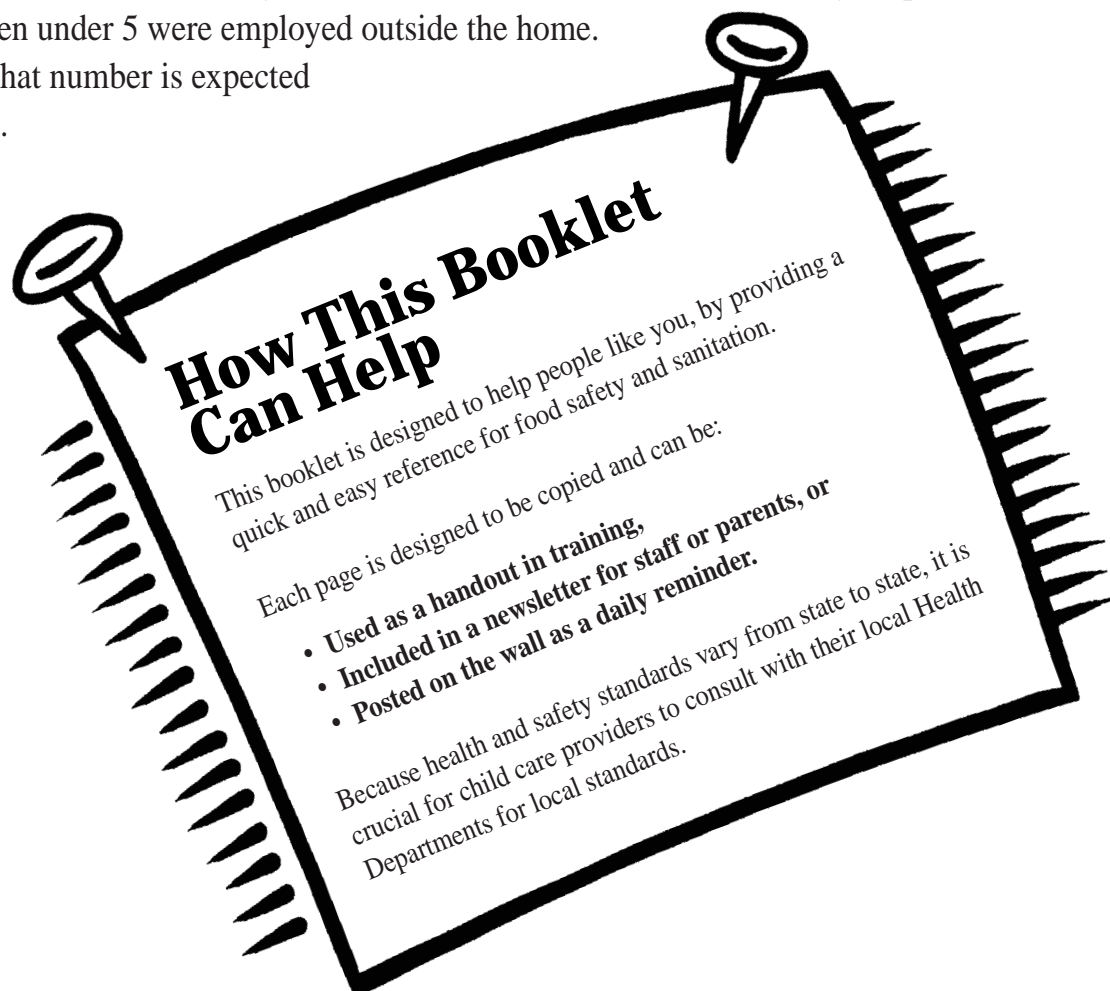 en under 5 were employed outside the home.
hat number is expected
.
How This Booklet
Can Help
This booklet is designed to help people like you, by providing a
quick and easy reference for food safety and sanitation.
Each page is designed to be copied and can be:
• Used as a handout in training,
• Included in a newsletter for staff or parents, or
• Posted on the wall as a daily reminder.
Because health and safety standards vary from state to state, it is
crucial for child care providers to consult with their local Health
Departments for local standards.